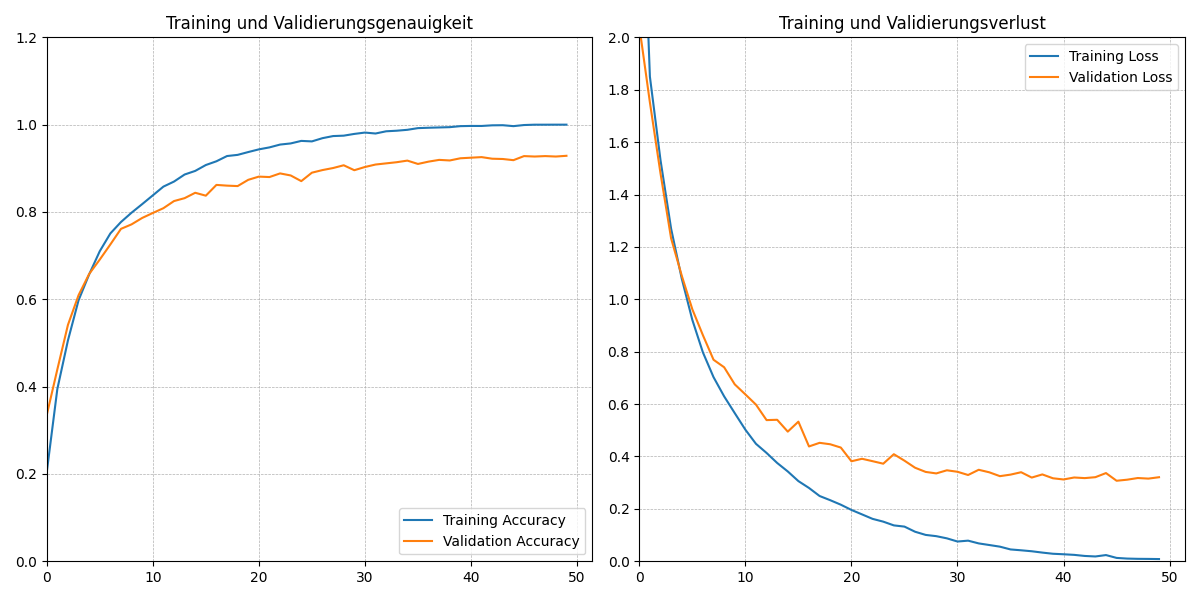 Training und Validierungsgenauigkeit
1.2
1.0
0.8
0.6
0.4
0.2
0.0
0 10 20 30 40 50
Training Accuracy
Validation Accuracy
Training und Validierungsverlust
2.0
1.8
1.6
1.4
1.2
1.0
0.8
0.6
0.4
0.2
0.0
0 10 20 30 40 50
Training Loss
Validation Loss